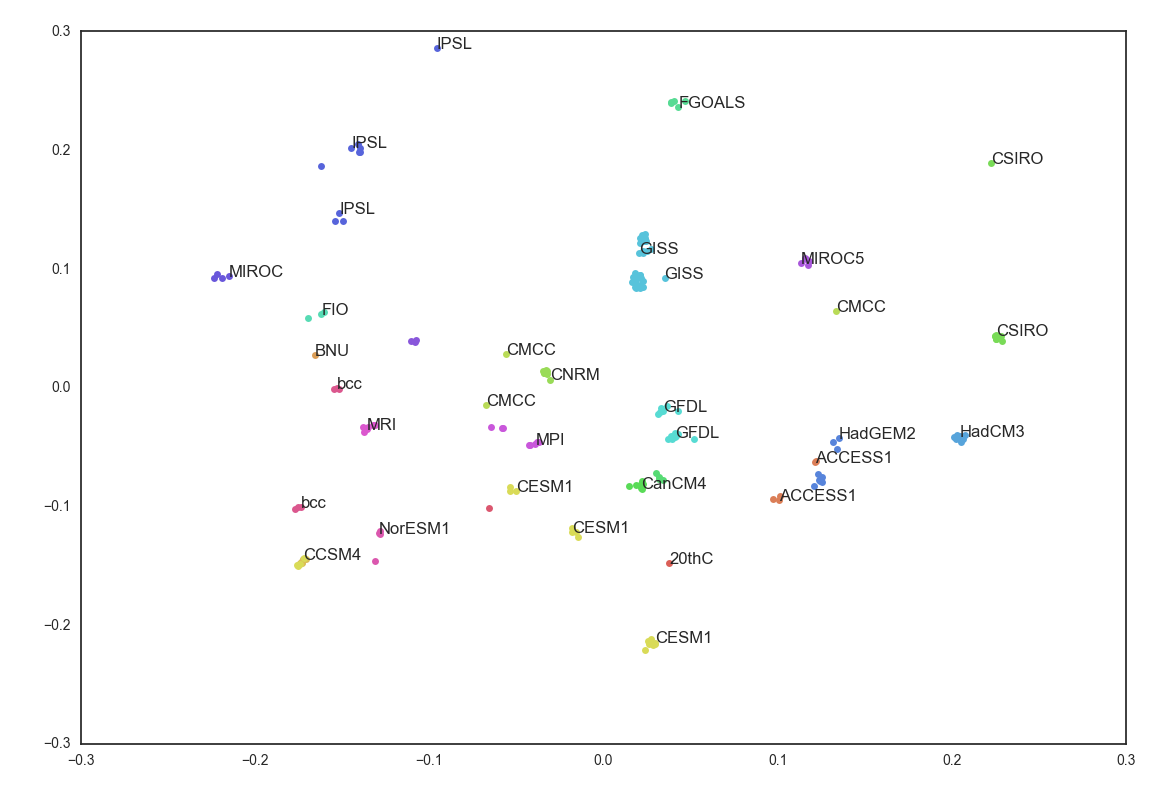 0.3
IPSL
FGOALS
0.2
IPSL
CSIRO
IPSL
GISS
MIROC5
0.1
MIROC
GISS
FIO
CMCC
BNU
CMCC
CSIRO
0.0
bcc
CNRM
CMCC
GFDL
MRI
MPI
GFDL
HadGEM2
HadCM3
ACCESS1
CESM1
CanCM4
ACCESS1
−0.1
bcc
NorESM1
CESM1
CCSM4
20thC
−0.2
CESM1
−0.3
−0.3 −0.2 −0.1 0.0 0.1 0.2 0.3